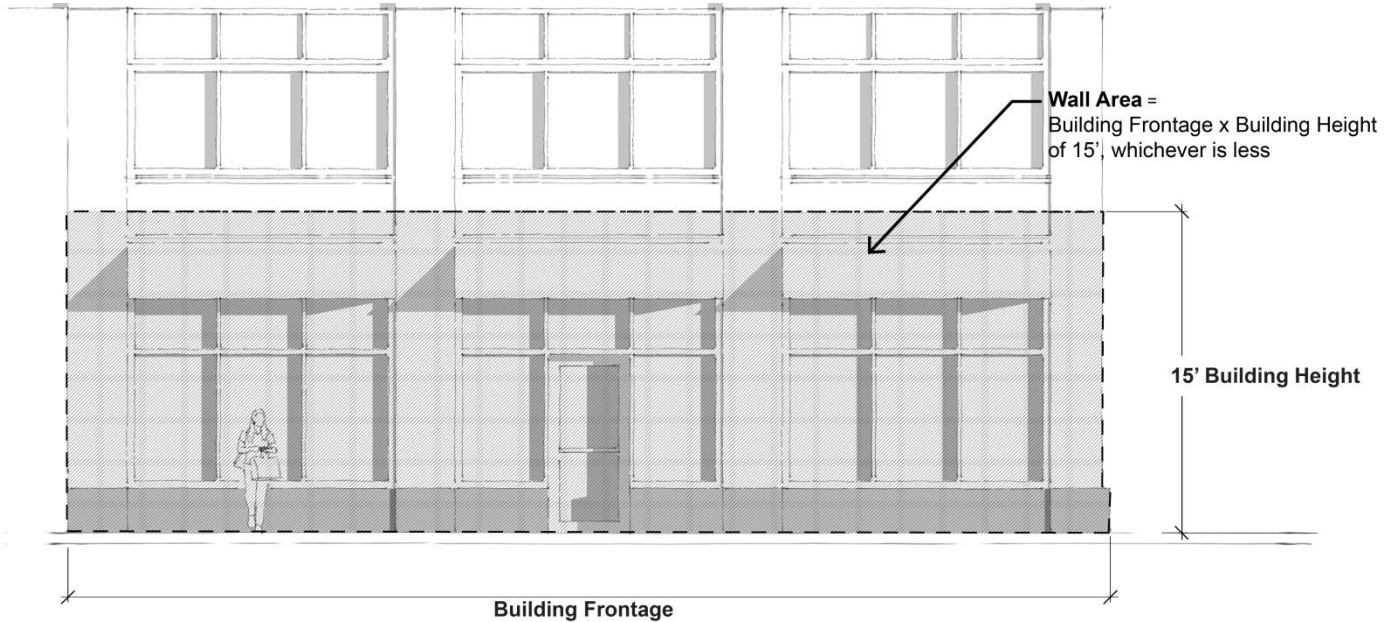 Wall Area =
Building Frontage x Building Height
of 15', whichever is less
15’ Building Height
Building Frontage